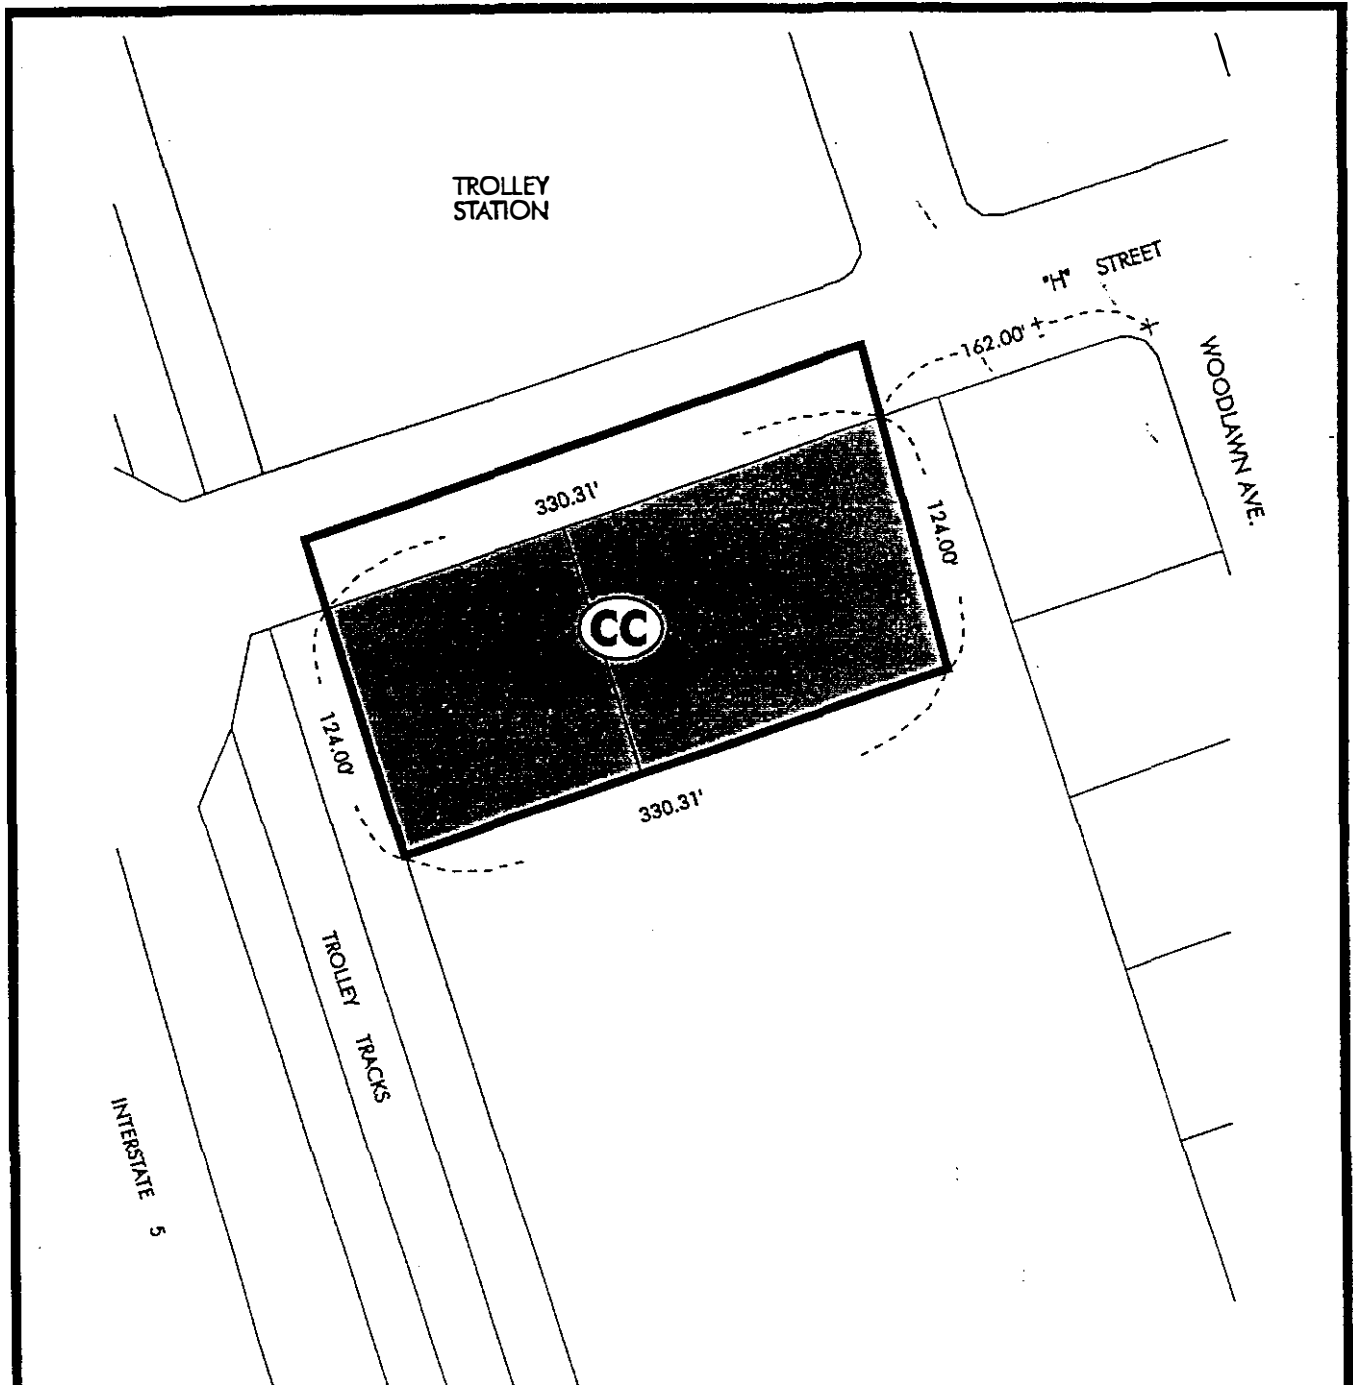 TROLLEY
STATION
"H" STREET
162.00' ±
WOODLAWN AVE.
330.31'
124.00'
CC
124.00'
330.31'
TROLLEY TRACKS
INTERSTATE 5